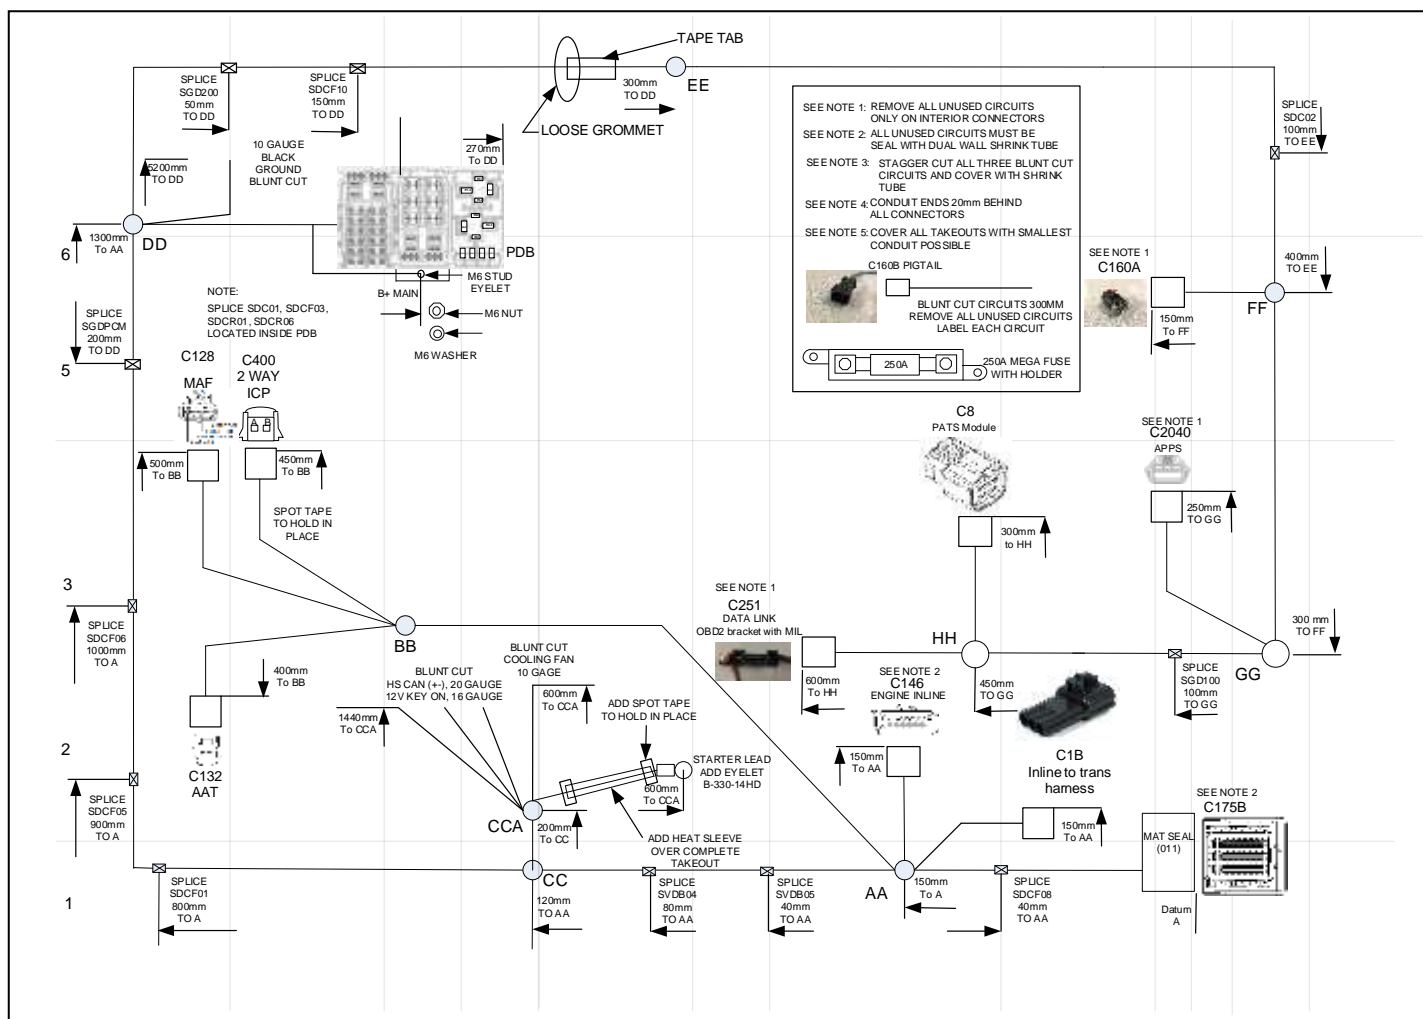 TAPE TAB
SPLICE
SGD200
50mm
TO DD
SPLICE
SDCF10
150mm
TO DD
300mm
TO DD
EE
LOOSE GROMMET
10 GAUGE
BLACK
GROUND
BLUNT CUT
270mm
TO DD
5200mm
TO DD
SEE NOTE 1: REMOVE ALL UNUSED CIRCUITS
ONLY ON INTERIOR CONNECTORS
SEE NOTE 2: ALL UNUSED CIRCUITS MUST BE
SEAL WITH DUAL WALL SHRINK TUBE
SEE NOTE 3: STAGGER CUT ALL THREE BLUNT CUT
CIRCUITS AND COVER WITH SHRINK
TUBE
SEE NOTE 4: CONDUIT ENDS 20mm BEHIND
ALL CONNECTORS
SEE NOTE 5: COVER ALL TAKEOUTS WITH SMALLEST
CONDUIT POSSIBLE
C160B PIGTAIL
BLUNT CUT CIRCUITS 300MM
REMOVE ALL UNUSED CIRCUITS
LABEL EACH CIRCUIT
250A
250A MEGA FUSE
WITH HOLDER
SPLICE
SDC02
100mm
TO EE
6
1300mm
To AA
DD
PDB
M6 STUD
EYELET
B+ MAIN
M6 NUT
M6 WASHER
NOTE:
SPLICE SDC01, SDCF03,
SDCR01, SDCR06
LOCATED INSIDE PDB
SEE NOTE 1
C160A
150mm
To FF
400mm
TO EE
FF
SPLICE
SGDPCM
200mm
TO DD
5
C128
MAF
C400
2 WAY
ICP
A B
500mm
To BB
450mm
To BB
SPOT TAPE
TO HOLD IN
PLACE
C8
PATS Module
300mm
to HH
SEE NOTE 1
C2040
APPS
250mm
TO GG
3
SPLICE
SDCF06
1000mm
TO A
BB
400mm
To BB
C132
AAT
SEE NOTE 1
C251
DATA LINK
OBD2 bracket with MIL
600mm
To HH
HH
450mm
TO GG
SPLICE
SGD100
100mm
TO GG
GG
300 mm
TO FF
BLUNT CUT
HS CAN (+-), 20 GAUGE
12V KEY ON, 16 GAUGE
BLUNT CUT
COOLING FAN
10 GAGE
1440mm
To CCA
600mm
To CCA
ADD SPOT TAPE
TO HOLD IN PLACE
STARTER LEAD
ADD EYELET
B-330-14HD
600mm
To CCA
SEE NOTE 2
C146
ENGINE INLINE
150mm
To AA
C1B
Inline to trans
harness
150mm
To AA
2
SPLICE
SDCF05
900mm
TO A
CCA
200mm
To CC
ADD HEAT SLEEVE
OVER COMPLETE
TAKEOUT
MAT SEAL
(011)
SEE NOTE 2
C175B
1
SPLICE
SDCF01
800mm
TO A
CC
120mm
TO AA
SPLICE
SVDB04
80mm
TO AA
SPLICE
SVDB05
40mm
TO AA
AA
150mm
To A
SPLICE
SDCF08
40mm
TO AA
Datum
A